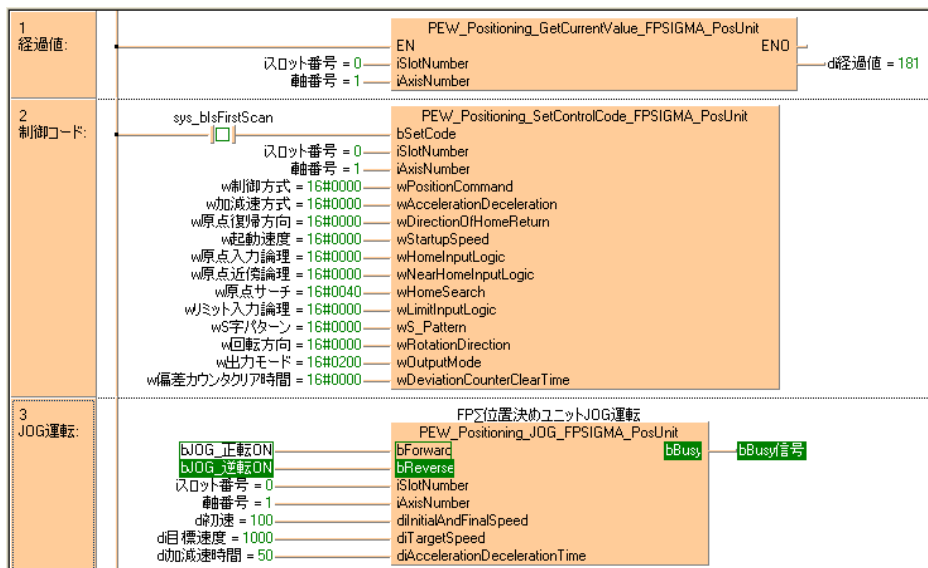 1
経過値:
PEW_Positioning_GetCurrentValue_FPSIGMA_PosUnit
EN ENO
iスロット番号 = 0 iSlotNumber di経過値 = 181
軸番号 = 1 iAxisNumber
2
制御コード:
sys_bIsFirstScan
PEW_Positioning_SetControlCode_FPSIGMA_PosUnit
bSetCode
iスロット番号 = 0 iSlotNumber
軸番号 = 1 iAxisNumber
w制御方式 = 16#0000 wPositionCommand
w加減速方式 = 16#0000 wAccelerationDeceleration
w原点復帰方向 = 16#0000 wDirectionOfHomeReturn
w起動速度 = 16#0000 wStartupSpeed
w原点入力論理 = 16#0000 wHomeInputLogic
w原点近傍論理 = 16#0000 wNearHomeInputLogic
w原点サーチ = 16#0040 wHomeSearch
wリミット入力論理 = 16#0000 wLimitInputLogic
wS字パターン = 16#0000 wS_Pattern
w回転方向 = 16#0000 wRotationDirection
w出力モード = 16#0200 wOutputMode
w偏差カウンタクリア時間 = 16#0000 wDeviationCounterClearTime
3
JOG運転:
FPΣ位置決めユニットJOG運転
PEW_Positioning_JOG_FPSIGMA_PosUnit
bJOG_正転ON bForward bBusy bBusy信号
bJOG_逆転ON bReverse
iスロット番号 = 0 iSlotNumber
軸番号 = 1 iAxisNumber
di初速 = 100 diInitialAndFinalSpeed
di目標速度 = 1000 diTargetSpeed
di加減速時間 = 50 diAccelerationDecelerationTime